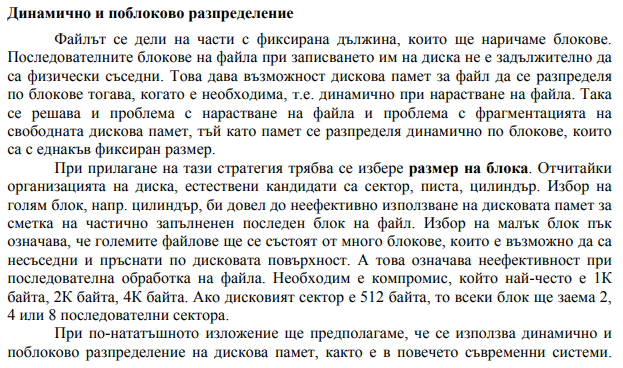 Динамично и поблоково разпределение
Файлът се дели на части с фиксирана дължина, които ще наричаме блокове.
Последователните блокове на файла при записването им на диска не е задължително да
са физически съседни. Това дава възможност дискова памет за файл да се разпределя
по блокове тогава, когато е необходима, т.е. динамично при нарастване на файла. Така
се решава и проблема с нарастване на файла и проблема с фрагментацията на
свободната дискова памет, тъй като памет се разпределя динамично по блокове, които
са с еднакъв фиксиран размер.
При прилагане на тази стратегия трябва се избере размер на блока. Отчитайки
организацията на диска, естествени кандидати са сектор, писта, цилиндър. Избор на
голям блок, напр. цилиндър, би довел до неефективно използване на дисковата памет за
сметка на частично запълненен последен блок на файл. Избор на малък блок пък
означава, че големите файлове ще се състоят от много блокове, които е възможно да са
несъседни и пръснати по дисковата повърхност. А това означава неефективност при
последователна обработка на файла. Необходим е компромис, който най-често е 1К
байта, 2К байта, 4К байта. Ако дисковият сектор е 512 байта, то всеки блок ще заема 2,
4 или 8 последователни сектора.
При по-нататъшното изложение ще предполагаме, че се използва динамично и
поблоково разпределение на дискова памет, както е в повечето съвременни системи.